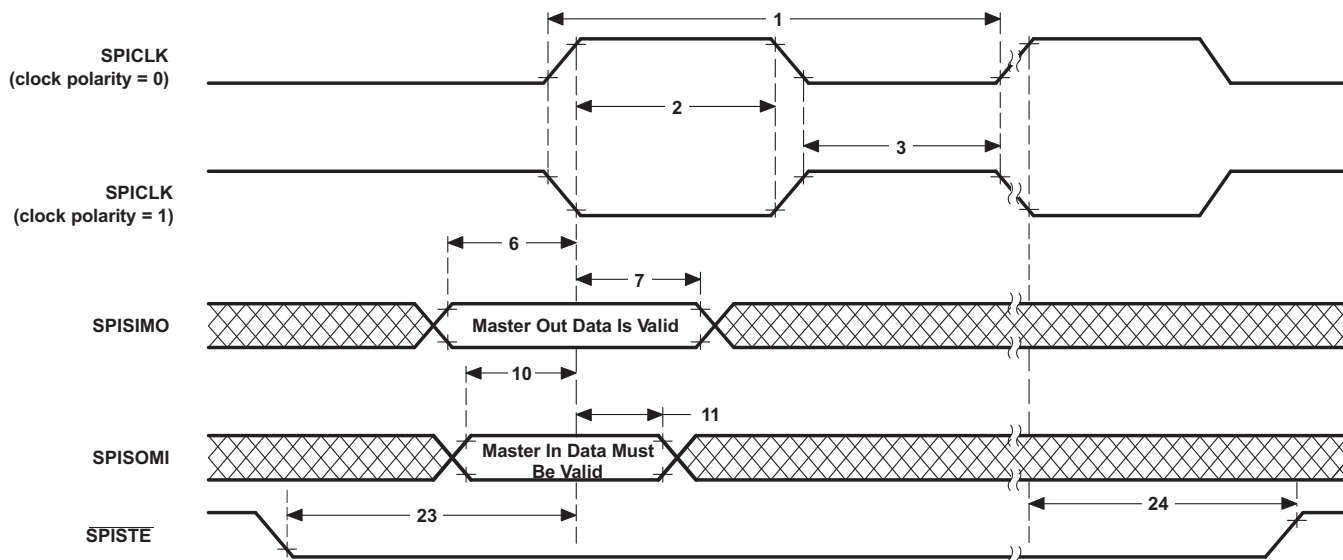 1
SPICLK
(clock polarity = 0)
2
3
SPICLK
(clock polarity = 1)
6
7
SPISIMO
Master Out Data Is Valid
10
11
SPISOMI
Master In Data Must
Be Valid
23
24
SPISTE